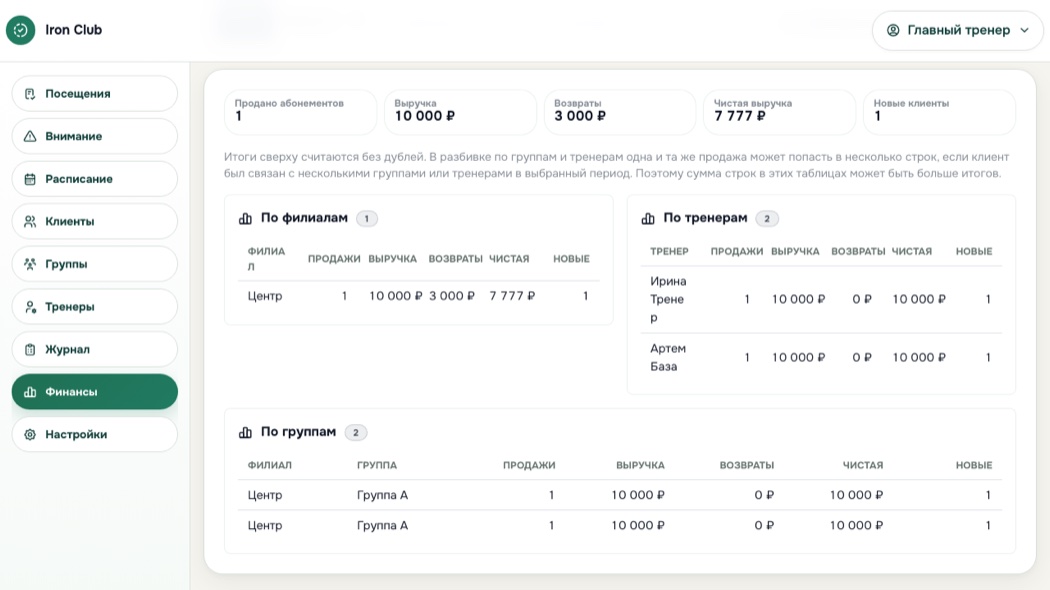 Iron Club
Главный тренер
Посещения
Внимание
Расписание
Клиенты
Группы
Тренеры
Журнал
Финансы
Настройки
Продано абонементов
1
Выручка
10 000 ₽
Возвраты
3 000 ₽
Чистая выручка
7 777 ₽
Новые клиенты
1
Итоги сверху считаются без дублей. В разбивке по группам и тренерам одна и та же продажа может попасть в несколько строк, если клиент
был связан с несколькими группами или тренерами в выбранный период. Поэтому сумма строк в этих таблицах может быть больше итогов.
По филиалам 1
ФИЛИА
Л
ПРОДАЖИ ВЫРУЧКА ВОЗВРАТЫ ЧИСТАЯ НОВЫЕ
Центр 1 10 000 ₽ 3 000 ₽ 7 777 ₽ 1
По тренерам 2
ТРЕНЕР ПРОДАЖИ ВЫРУЧКА ВОЗВРАТЫ ЧИСТАЯ НОВЫЕ
Ирина
Трене
р
1 10 000 ₽ 0 ₽ 10 000 ₽ 1
Артем
База
1 10 000 ₽ 0 ₽ 10 000 ₽ 1
По группам 2
ФИЛИАЛ ГРУППА ПРОДАЖИ ВЫРУЧКА ВОЗВРАТЫ ЧИСТАЯ НОВЫЕ
Центр Группа А 1 10 000 ₽ 0 ₽ 10 000 ₽ 1
Центр Группа А 1 10 000 ₽ 0 ₽ 10 000 ₽ 1